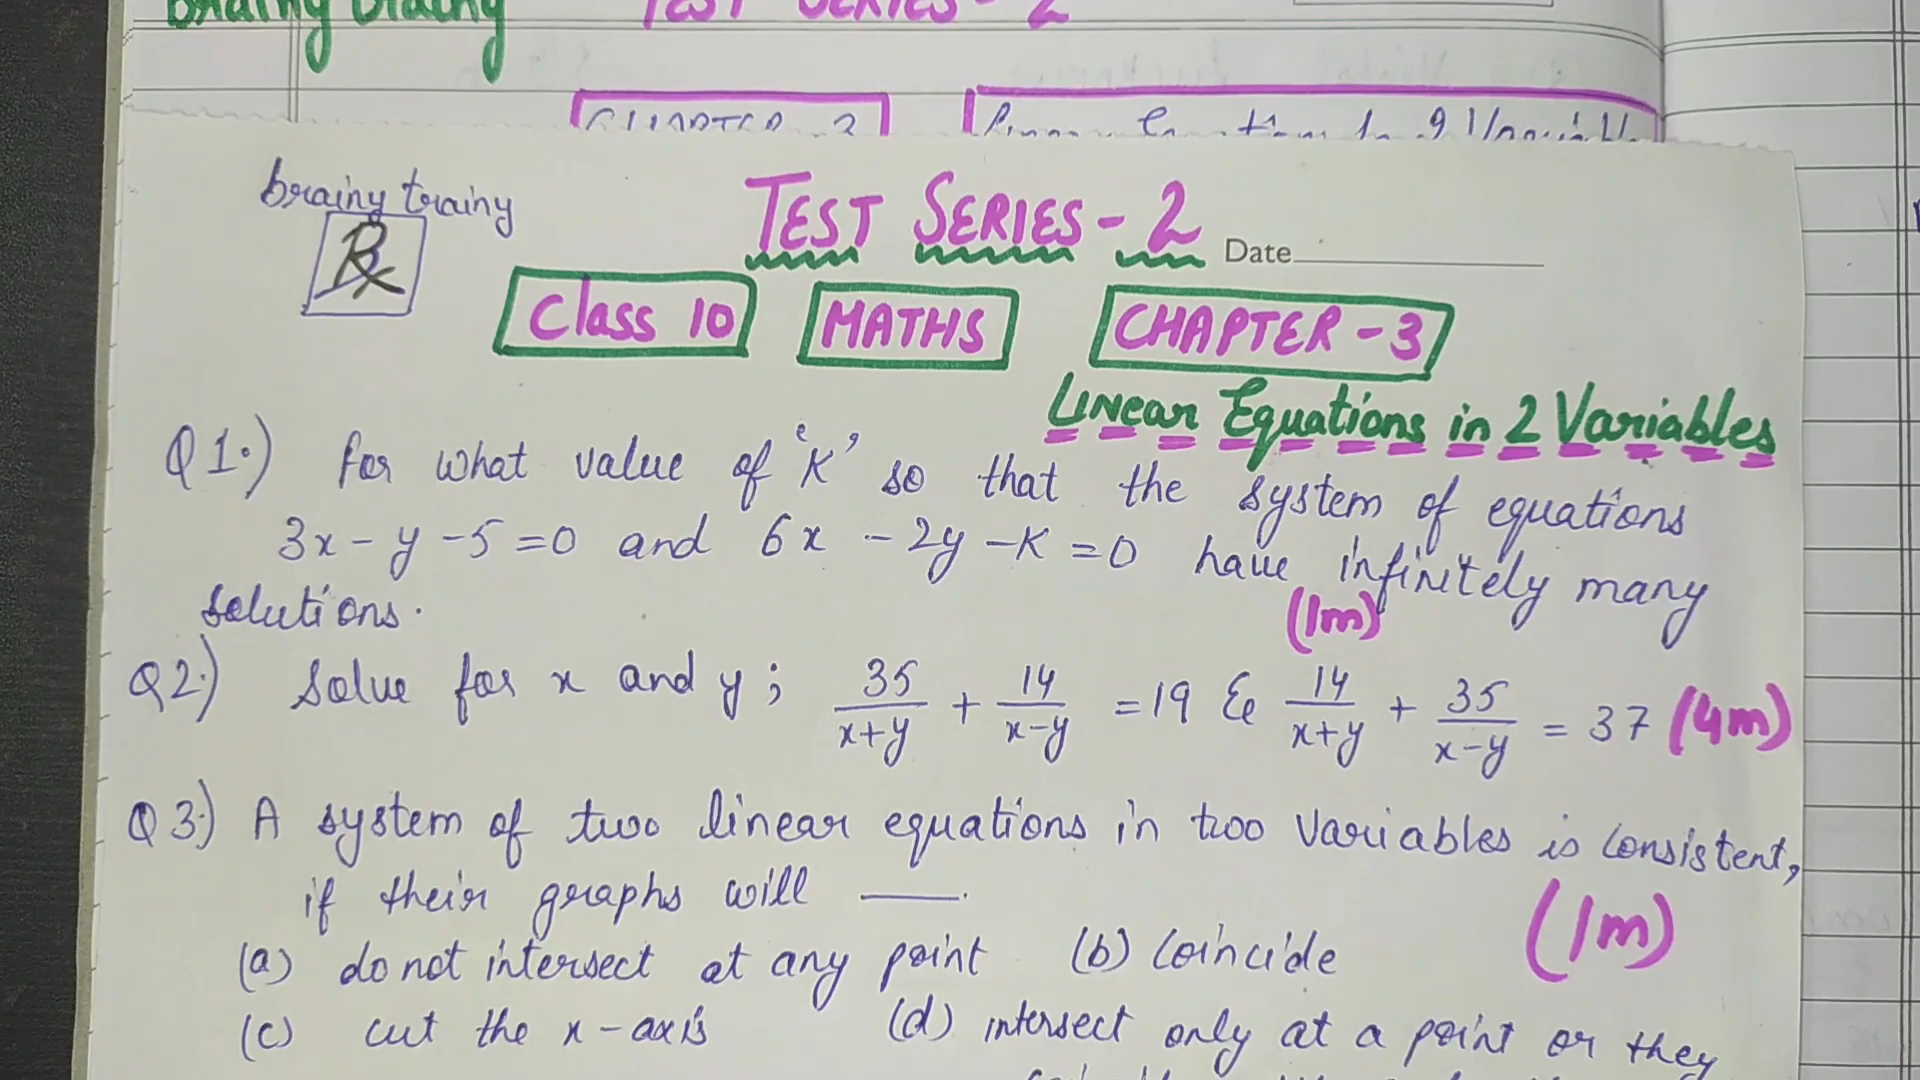 TEST SERIES - 2
brainy trainy
TEST SERIES - 2
Date
Class 10 MATHS CHAPTER - 3
Linear Equations in 2 Variables
Q1.) For what value of 'K' so that the system of equations
3x - y - 5 = 0 and 6x - 2y - K = 0 have infinitely many
solutions. (1m)
Q2.) Solve for x and y; 35/(x+y) + 14/(x-y) = 19 & 14/(x+y) + 35/(x-y) = 37 (4m)
Q3.) A system of two linear equations in two variables is consistent,
if their graphs will ____.
(1m)
(a) do not intersect at any point (b) coincide
(c) cut the x-axis (d) intersect only at a point or they